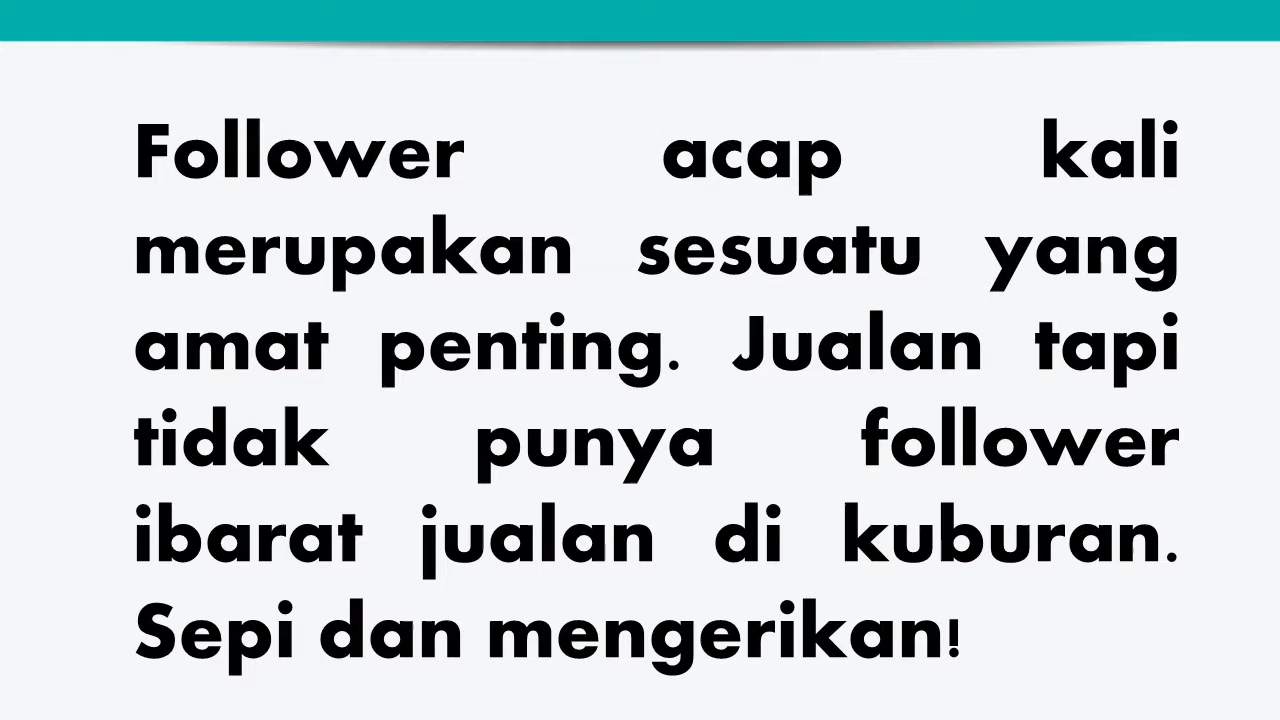 Follower acap kali
merupakan sesuatu yang
amat penting. Jualan tapi
tidak punya follower
ibarat jualan di kuburan.
Sepi dan mengerikan!